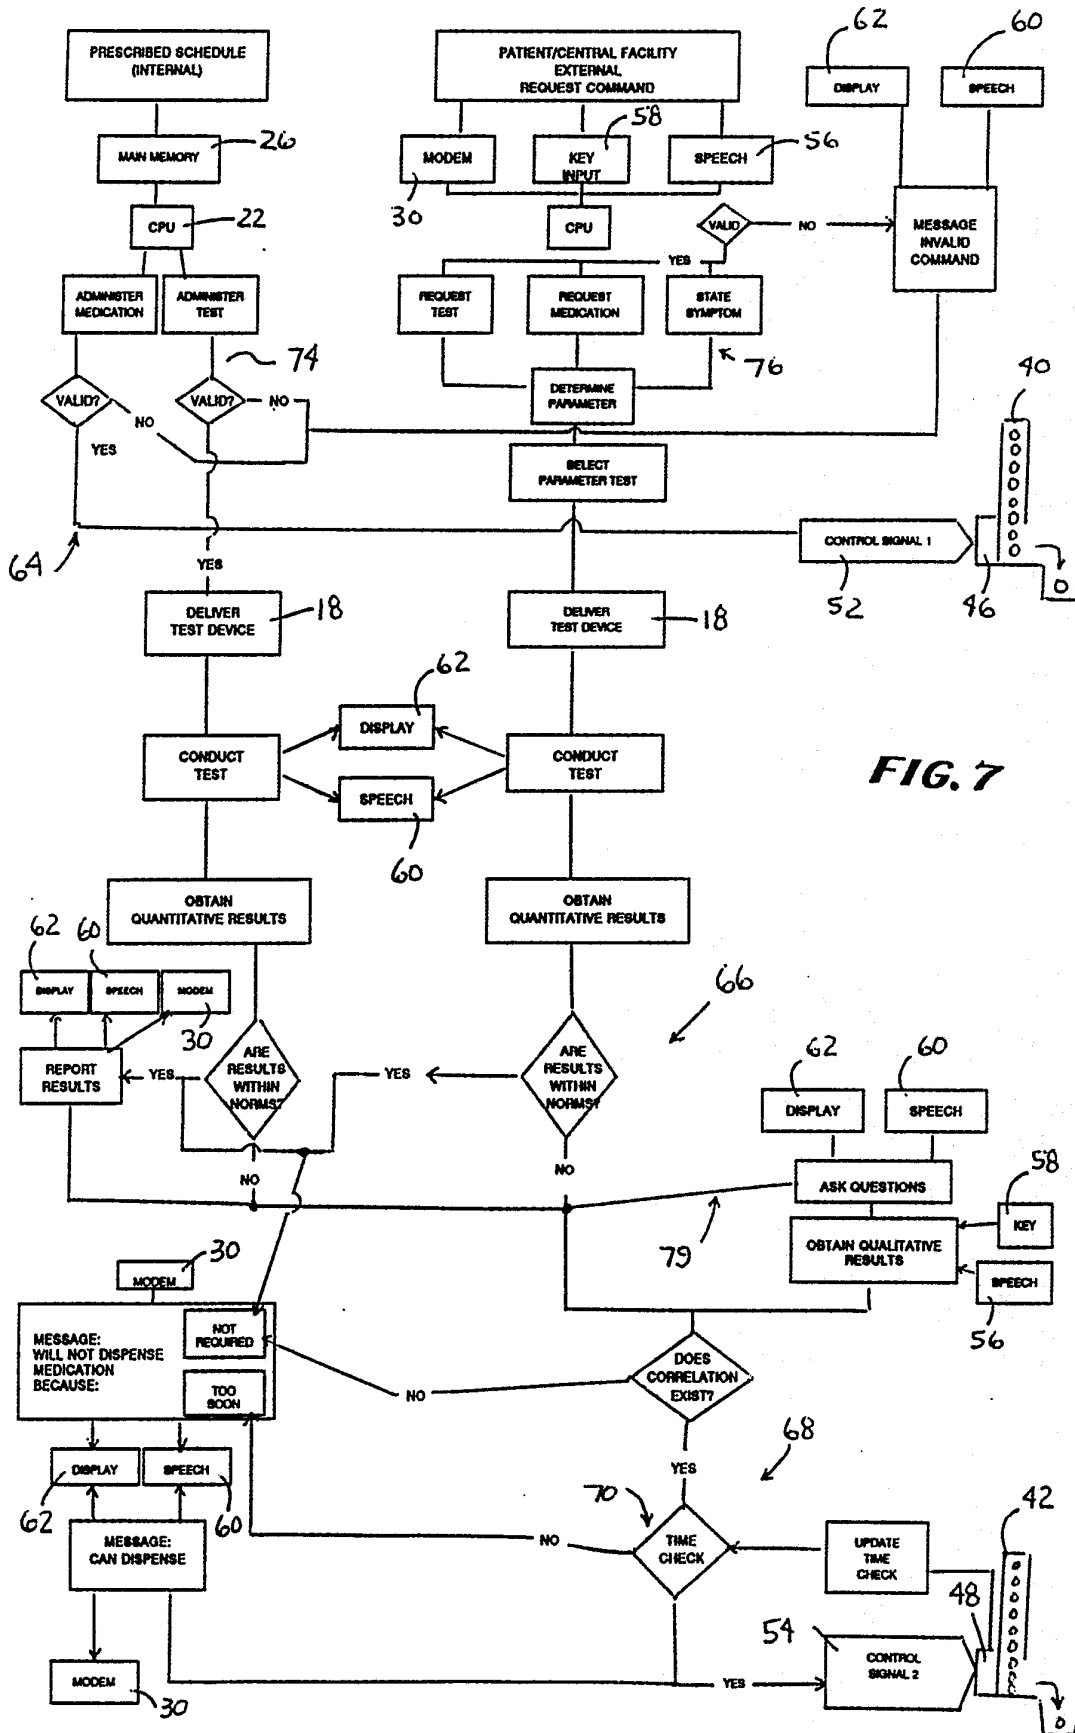 62
60
PRESCRIBED SCHEDULE
(INTERNAL)
PATIENT/CENTRAL FACILITY
EXTERNAL
REQUEST COMMAND
DISPLAY
SPEECH
MAIN MEMORY
26
MODEM
30
58
KEY
INPUT
SPEECH
56
CPU
22
CPU
VALID
NO
YES
MESSAGE
INVALID
COMMAND
ADMINISTER
MEDICATION
ADMINISTER
TEST
REQUEST
TEST
REQUEST
MEDICATION
STATE
SYMPTOM
74
76
VALID?
NO
YES
VALID?
NO
DETERMINE
PARAMETER
40
SELECT
PARAMETER TEST
64
YES
CONTROL SIGNAL 1
52
46
DELIVER
TEST DEVICE
18
DELIVER
TEST DEVICE
18
62
DISPLAY
CONDUCT
TEST
SPEECH
60
CONDUCT
TEST
FIG. 7
OBTAIN
QUANTITATIVE RESULTS
OBTAIN
QUANTITATIVE RESULTS
62
60
DISPLAY
SPEECH
MODEM
30
66
REPORT
RESULTS
YES
ARE
RESULTS
WITHIN
NORMS?
YES
ARE
RESULTS
WITHIN
NORMS?
62
60
DISPLAY
SPEECH
NO
NO
ASK QUESTIONS
58
KEY
79
OBTAIN QUALITATIVE
RESULTS
SPEECH
56
30
MODEM
MESSAGE:
WILL NOT DISPENSE
MEDICATION
BECAUSE:
NOT
REQUIRED
TOO
SOON
NO
DOES
CORRELATION
EXIST?
YES
68
DISPLAY
62
SPEECH
60
70
42
MESSAGE:
CAN DISPENSE
NO
TIME
CHECK
UPDATE
TIME
CHECK
48
54
CONTROL
SIGNAL 2
YES
MODEM
30